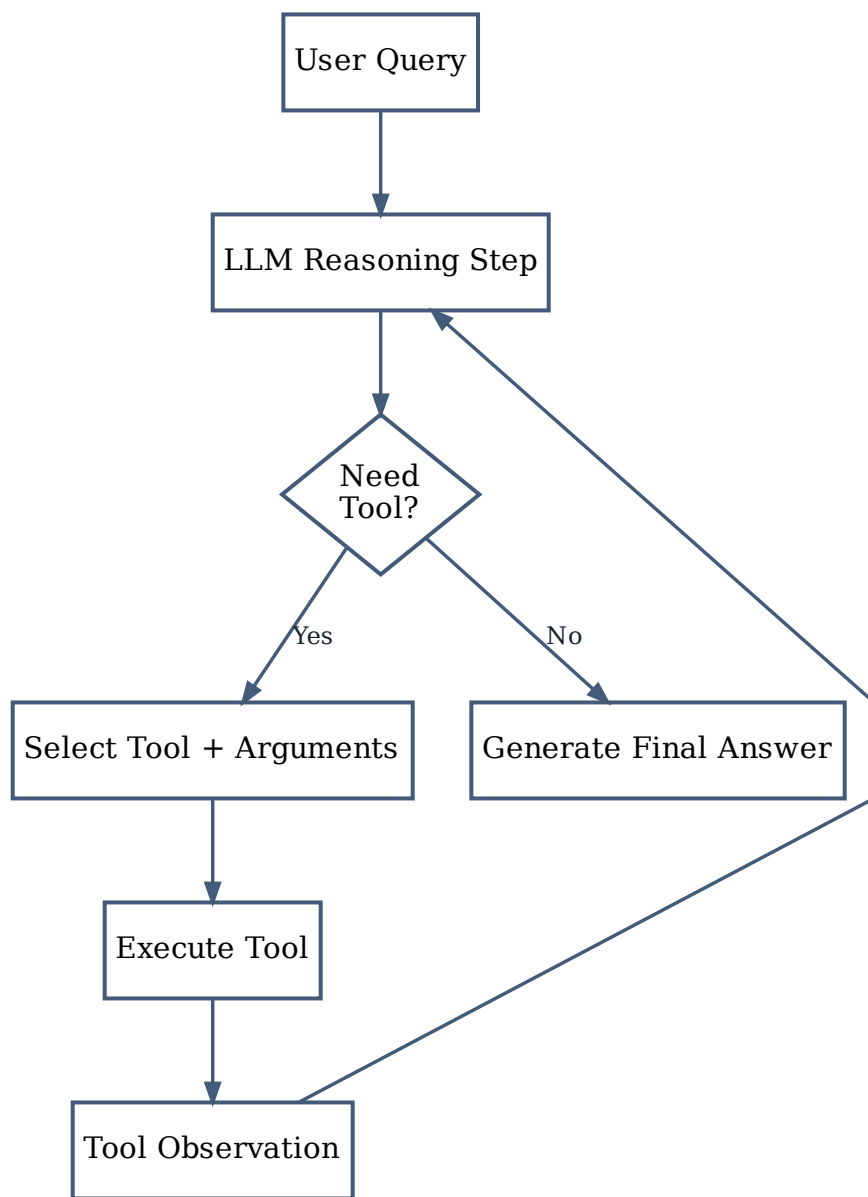 User Query
LLM Reasoning Step
Need
Tool?
Yes
No
Select Tool + Arguments
Generate Final Answer
Execute Tool
Tool Observation